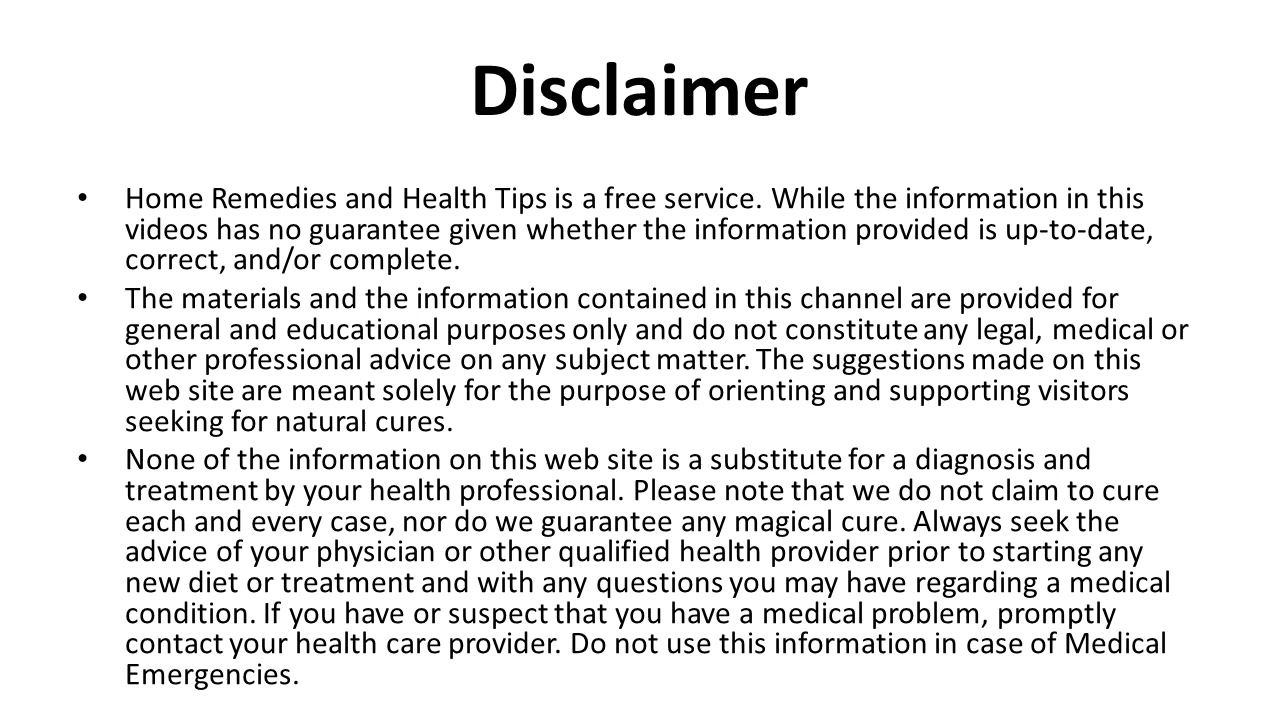 Disclaimer
• Home Remedies and Health Tips is a free service. While the information in this
videos has no guarantee given whether the information provided is up-to-date,
correct, and/or complete.
• The materials and the information contained in this channel are provided for
general and educational purposes only and do not constitute any legal, medical or
other professional advice on any subject matter. The suggestions made on this
web site are meant solely for the purpose of orienting and supporting visitors
seeking for natural cures.
• None of the information on this web site is a substitute for a diagnosis and
treatment by your health professional. Please note that we do not claim to cure
each and every case, nor do we guarantee any magical cure. Always seek the
advice of your physician or other qualified health provider prior to starting any
new diet or treatment and with any questions you may have regarding a medical
condition. If you have or suspect that you have a medical problem, promptly
contact your health care provider. Do not use this information in case of Medical
Emergencies.